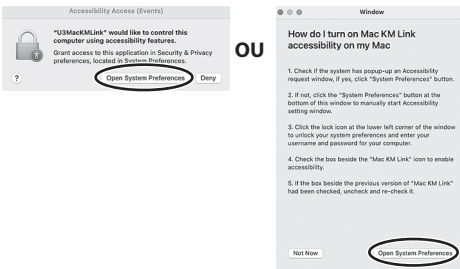 Accessibility Access (Events)
"U3MacKMLink" would like to control this
computer using accessibility features.
Grant access to this application in Security & Privacy
preferences, located in System Preferences.
?
Open System Preferences
Deny
OU
Window
How do I turn on Mac KM Link
accessibility on my Mac
1. Check if the system has popup-up an Accessibility
request window, if yes, click "System Preferences" button.
2. If not, click the "System Preferences" button at the
bottom of this window to manually start Accessibility
setting window.
3. Click the lock icon at the lower left corner of the window
to unlock your system preferences and enter your
username and password for your computer.
4. Check the box beside the "Mac KM Link" icon to enable
accessibility.
5. If the box beside the previous version of "Mac KM Link"
had been checked, uncheck and re-check it.
Not Now
Open System Preferences